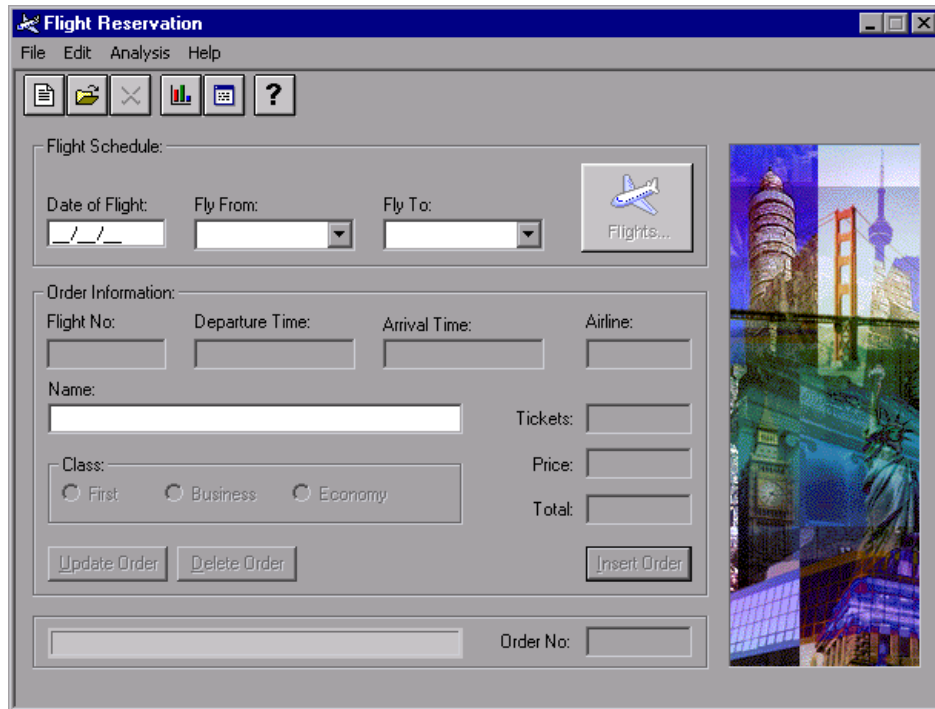 Flight Reservation
File Edit Analysis Help
?
Flight Schedule:
Date of Flight: Fly From: Fly To:
__/__/__
Flights...
Order Information:
Flight No: Departure Time: Arrival Time: Airline:
Name:
Tickets:
Class:
Price:
First Business Economy
Total:
Update Order Delete Order Insert Order
Order No: